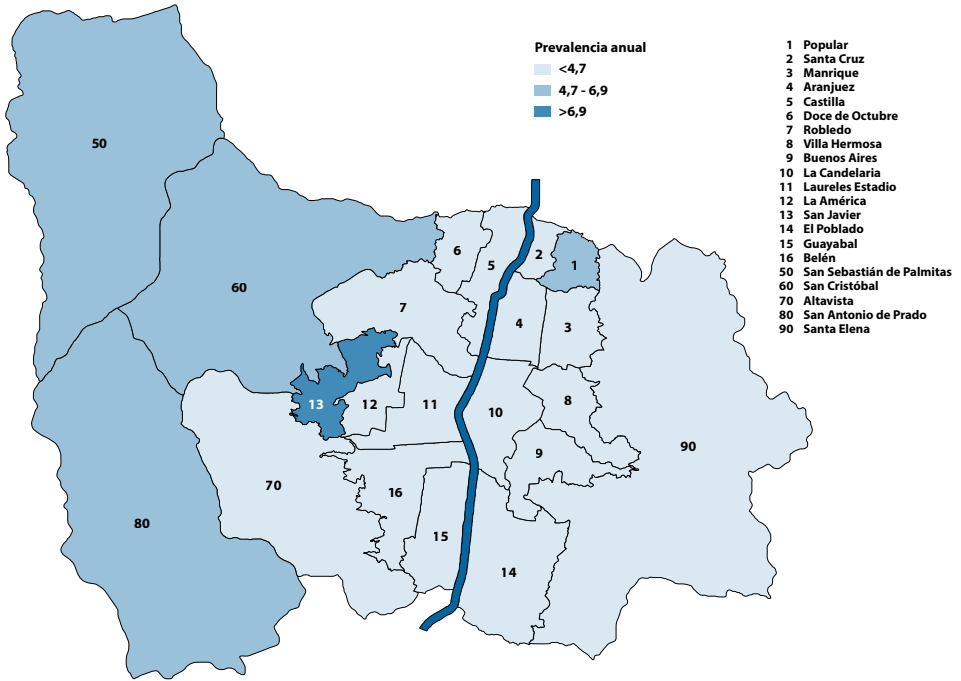 Prevalencia anual
<4,7
4,7 - 6,9
>6,9
1 Popular
2 Santa Cruz
3 Manrique
4 Aranjuez
5 Castilla
6 Doce de Octubre
7 Robledo
8 Villa Hermosa
9 Buenos Aires
10 La Candelaria
11 Laureles Estadio
12 La América
13 San Javier
14 El Poblado
15 Guayabal
16 Belén
50 San Sebastián de Palmitas
60 San Cristóbal
70 Altavista
80 San Antonio de Prado
90 Santa Elena
50
6
2
5
1
60
7
4
3
13
12
11
10
8
90
9
70
16
80
15
14